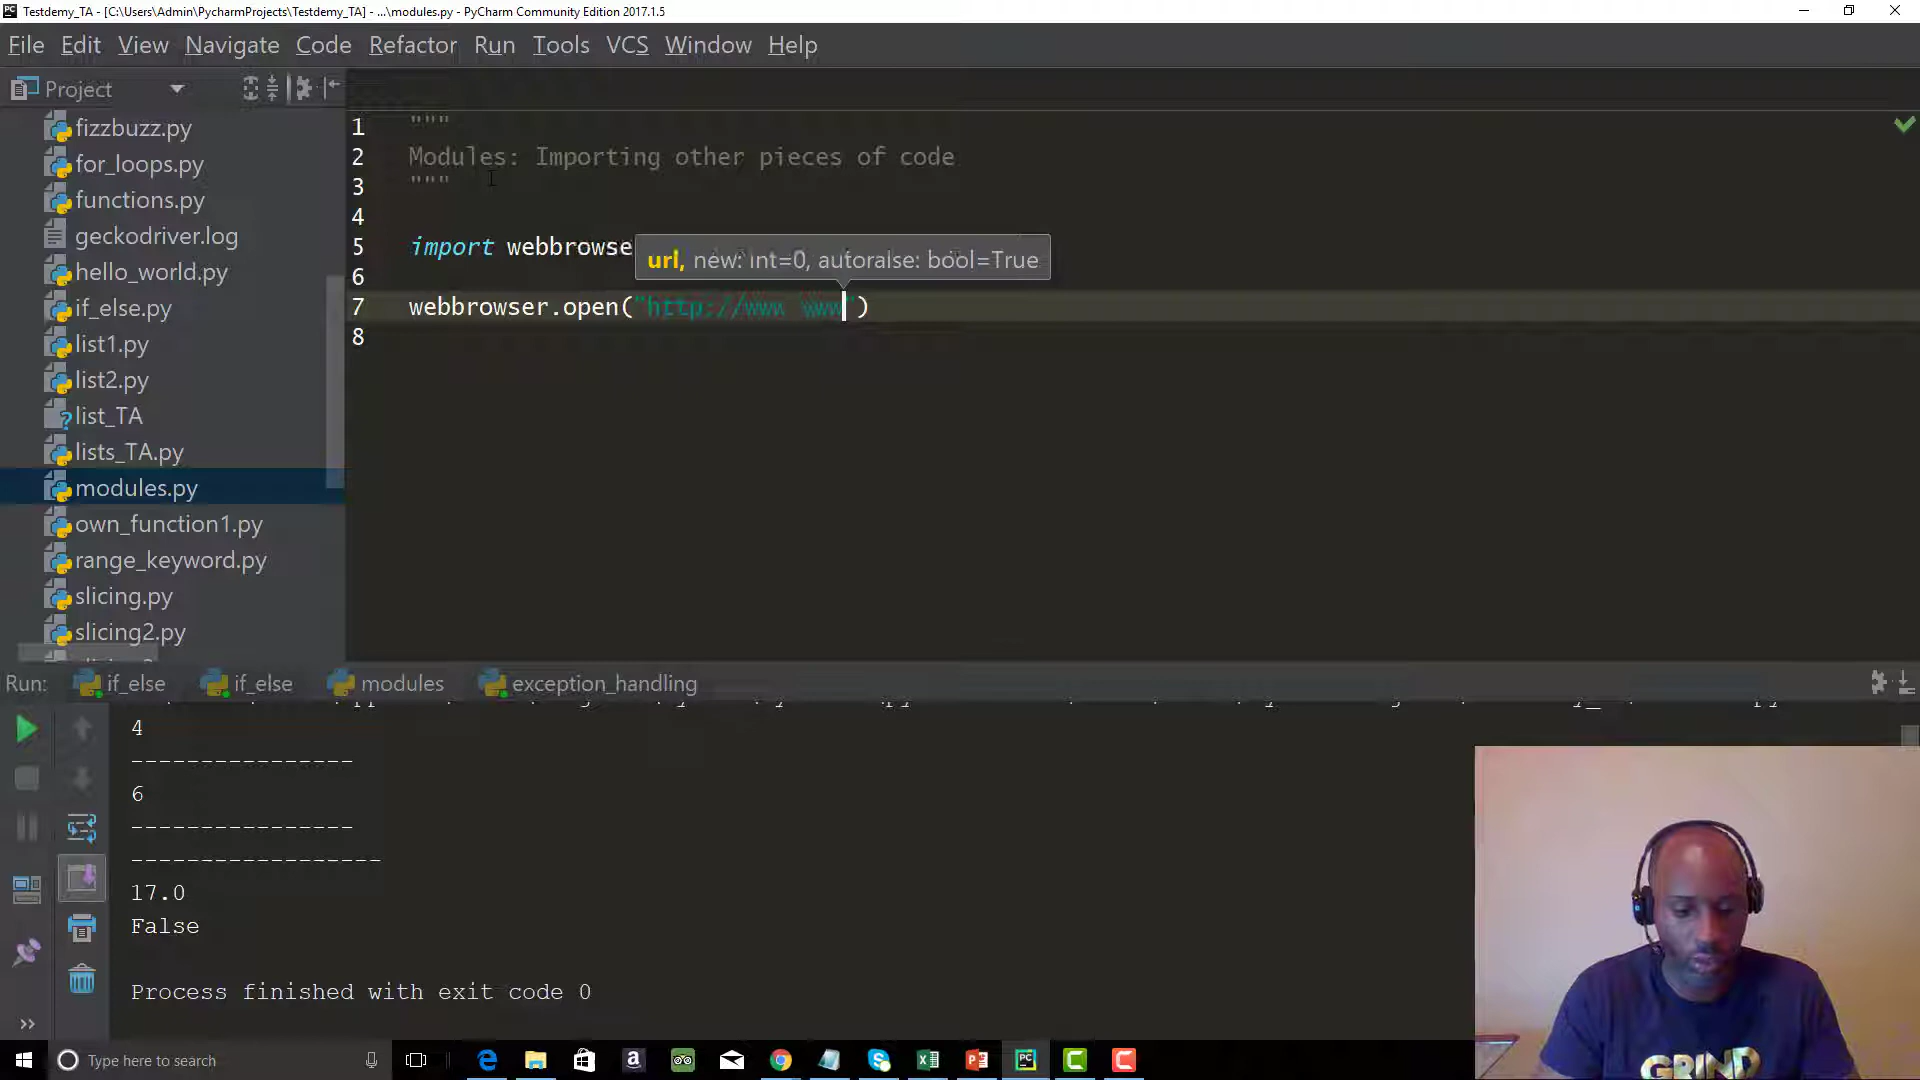 Testdemy_TA - [C:\Users\Admin\PycharmProjects\Testdemy_TA] - ...\modules.py - PyCharm Community Edition 2017.1.5
File Edit View Navigate Code Refactor Run Tools VCS Window Help
Project
fizzbuzz.py
for_loops.py
functions.py
geckodriver.log
hello_world.py
if_else.py
list1.py
list2.py
list_TA
lists_TA.py
modules.py
own_function1.py
range_keyword.py
slicing.py
slicing2.py
1 """
2 Modules: Importing other pieces of code
3 """
4
5 import webbrowse
url, new: int=0, autoraise: bool=True
6
7 webbrowser.open("http://www www")
8
Run: if_else if_else modules exception_handling
4
----------------
6
----------------
------------------
17.0
False
Process finished with exit code 0
GRIND
Type here to search